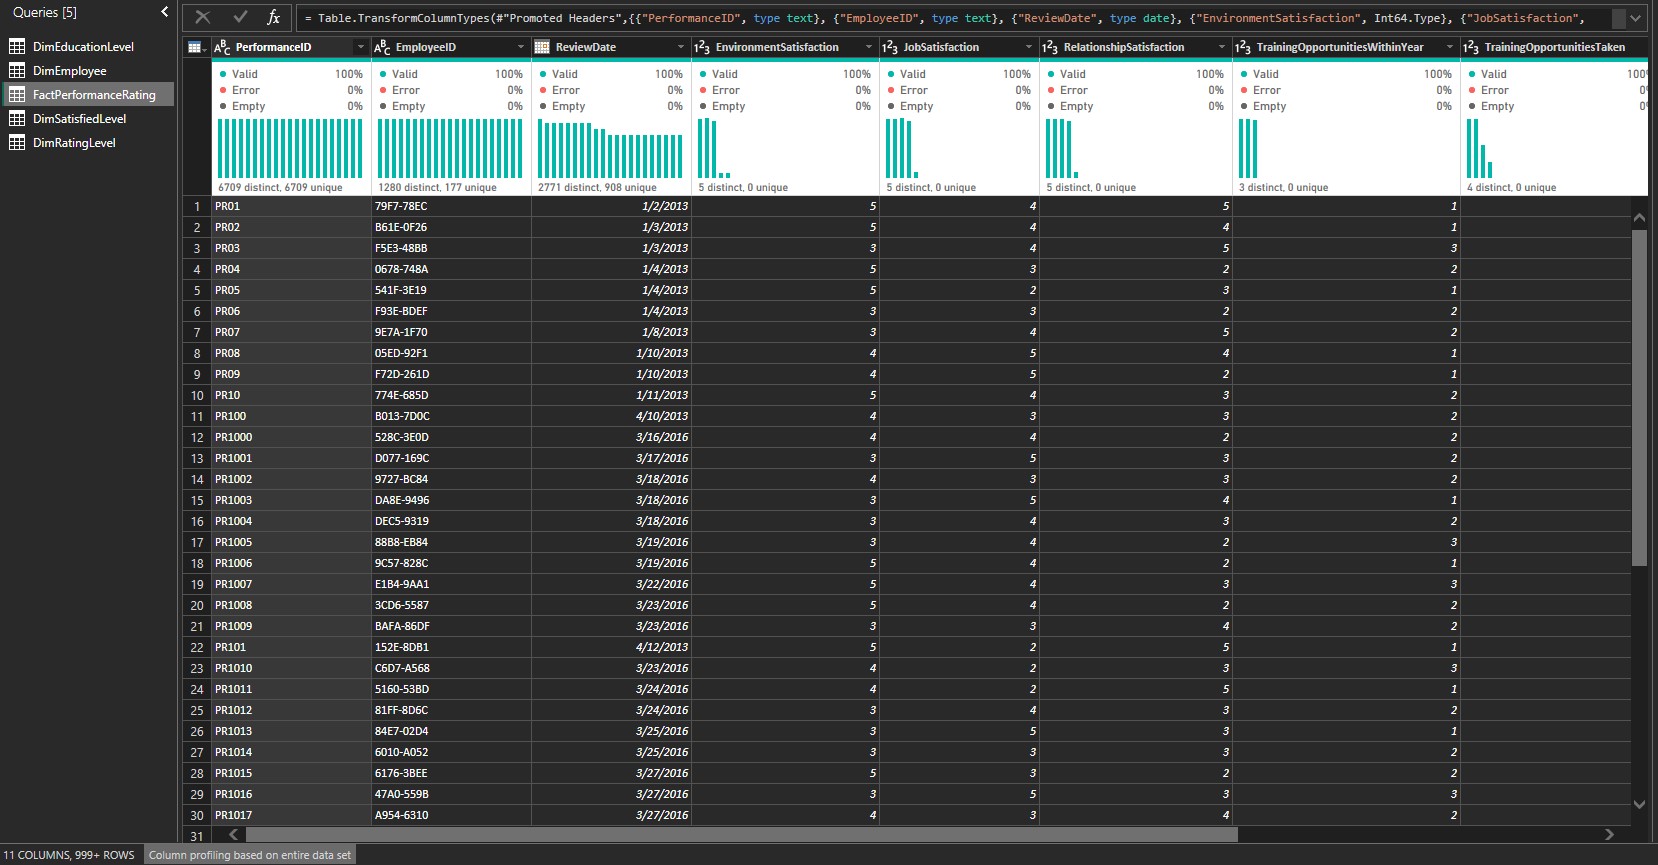 Queries [5]
DimEducationLevel
DimEmployee
FactPerformanceRating
DimSatisfiedLevel
DimRatingLevel
fx = Table.TransformColumnTypes(#"Promoted Headers",{{"PerformanceID", type text}, {"EmployeeID", type text}, {"ReviewDate", type date}, {"EnvironmentSatisfaction", Int64.Type}, {"JobSatisfaction",
ABC PerformanceID ABC EmployeeID ReviewDate 123 EnvironmentSatisfaction 123 JobSatisfaction 123 RelationshipSatisfaction 123 TrainingOpportunitiesWithinYear 123 TrainingOpportunitiesTaken
Valid 100% Valid 100% Valid 100% Valid 100% Valid 100% Valid 100% Valid 100% Valid 100
Error 0% Error 0% Error 0% Error 0% Error 0% Error 0% Error 0% Error 0
Empty 0% Empty 0% Empty 0% Empty 0% Empty 0% Empty 0% Empty 0% Empty 0
6709 distinct, 6709 unique 1280 distinct, 177 unique 2771 distinct, 908 unique 5 distinct, 0 unique 5 distinct, 0 unique 5 distinct, 0 unique 3 distinct, 0 unique 4 distinct, 0 unique
1 PR01 79F7-78EC 1/2/2013 5 4 5 1
2 PR02 B61E-0F26 1/3/2013 5 4 4 1
3 PR03 F5E3-48BB 1/3/2013 3 4 5 3
4 PR04 0678-748A 1/4/2013 5 3 2 2
5 PR05 541F-3E19 1/4/2013 5 2 3 1
6 PR06 F93E-BDEF 1/4/2013 3 3 2 2
7 PR07 9E7A-1F70 1/8/2013 3 4 5 2
8 PR08 05ED-92F1 1/10/2013 4 5 4 1
9 PR09 F72D-261D 1/10/2013 4 5 2 1
10 PR10 774E-685D 1/11/2013 5 4 3 2
11 PR100 B013-7D0C 4/10/2013 4 3 3 2
12 PR1000 528C-3E0D 3/16/2016 4 4 2 2
13 PR1001 D077-169C 3/17/2016 3 5 3 2
14 PR1002 9727-BC84 3/18/2016 4 3 3 2
15 PR1003 DA8E-9496 3/18/2016 3 5 4 1
16 PR1004 DEC5-9319 3/18/2016 3 4 3 2
17 PR1005 88B8-EB84 3/19/2016 3 4 2 3
18 PR1006 9C57-828C 3/19/2016 5 4 2 1
19 PR1007 E1B4-9AA1 3/22/2016 5 4 3 3
20 PR1008 3CD6-5587 3/23/2016 5 4 2 2
21 PR1009 BAFA-86DF 3/23/2016 3 3 4 2
22 PR101 152E-8DB1 4/12/2013 5 2 5 1
23 PR1010 C6D7-A568 3/23/2016 4 2 3 3
24 PR1011 5160-53BD 3/24/2016 4 2 5 1
25 PR1012 81FF-8D6C 3/24/2016 3 4 3 2
26 PR1013 84E7-02D4 3/25/2016 3 5 3 1
27 PR1014 6010-A052 3/25/2016 3 3 3 2
28 PR1015 6176-3BEE 3/27/2016 5 3 2 2
29 PR1016 47A0-559B 3/27/2016 3 5 3 3
30 PR1017 A954-6310 3/27/2016 4 3 4 2
31
11 COLUMNS, 999+ ROWS Column profiling based on entire data set